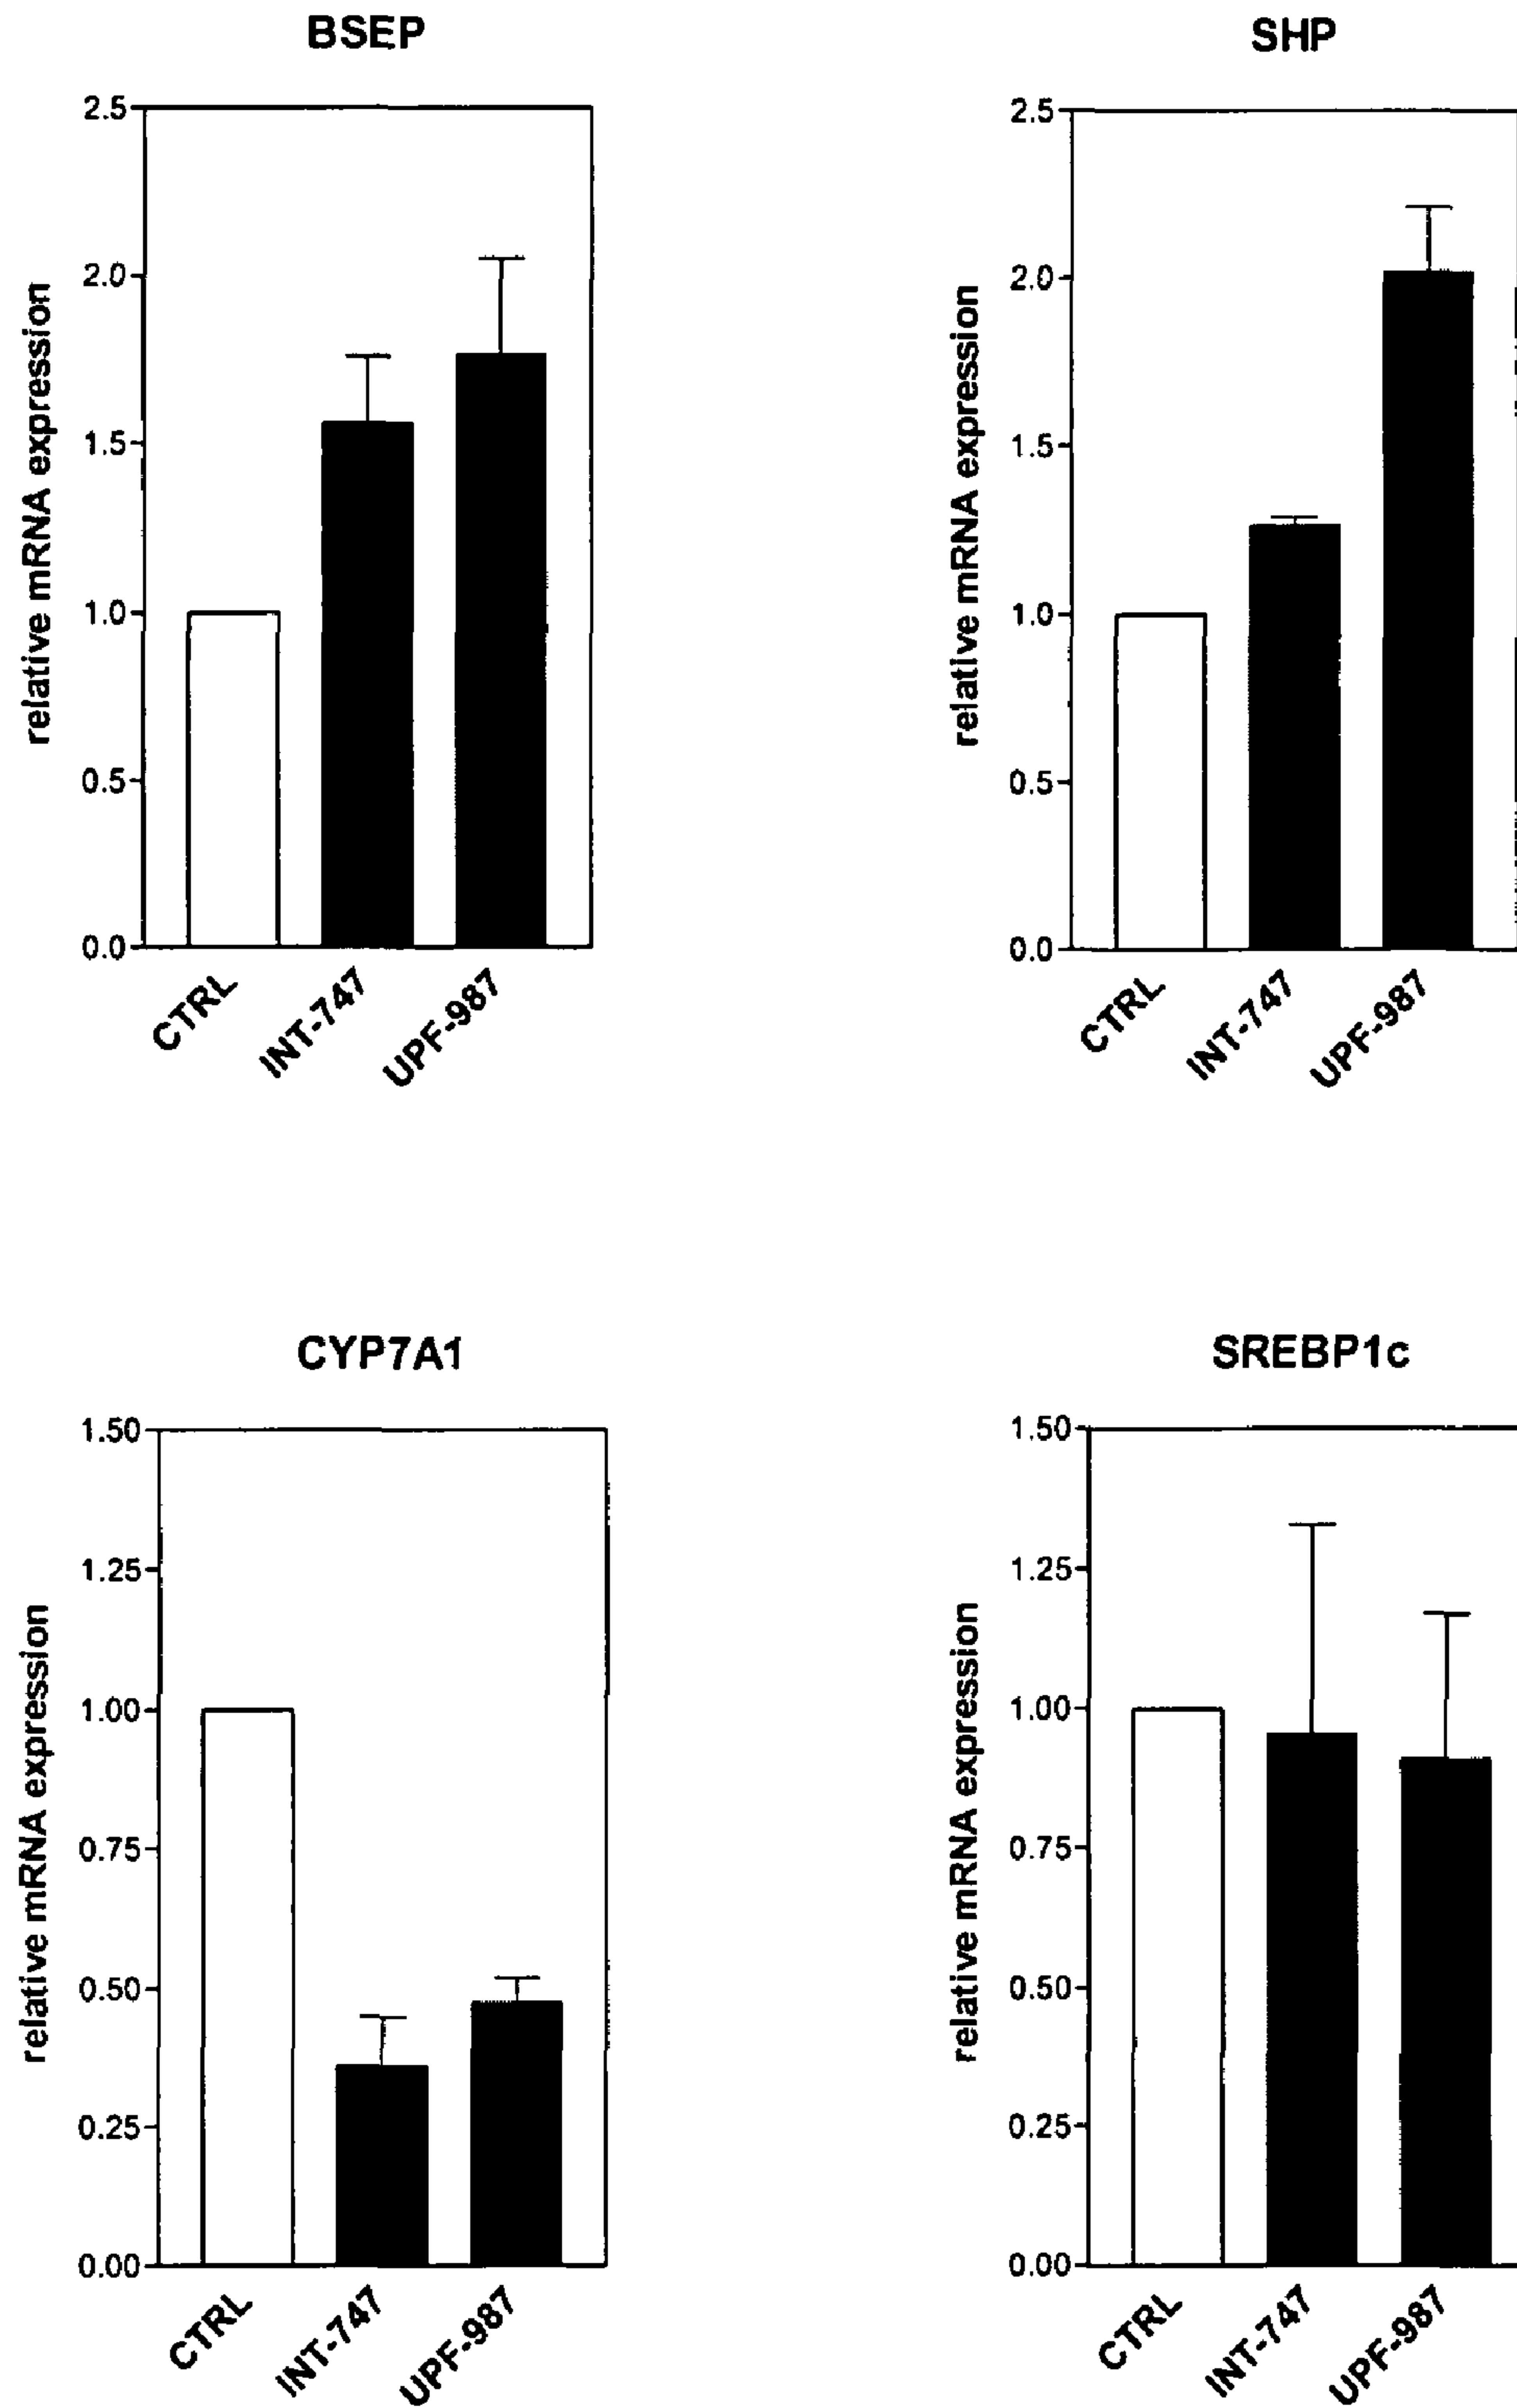 BSEP
relative mRNA expression
2.5
2.0
1.5
1.0
0.5
0.0
CTRL
INT-747
UPF-987
SHP
relative mRNA expression
2.5
2.0
1.5
1.0
0.5
0.0
CTRL
INT-747
UPF-987
CYP7A1
relative mRNA expression
1.50
1.25
1.00
0.75
0.50
0.25
0.00
CTRL
INT-747
UPF-987
SREBP1c
relative mRNA expression
1.50
1.25
1.00
0.75
0.50
0.25
0.00
CTRL
INT-747
UPF-987